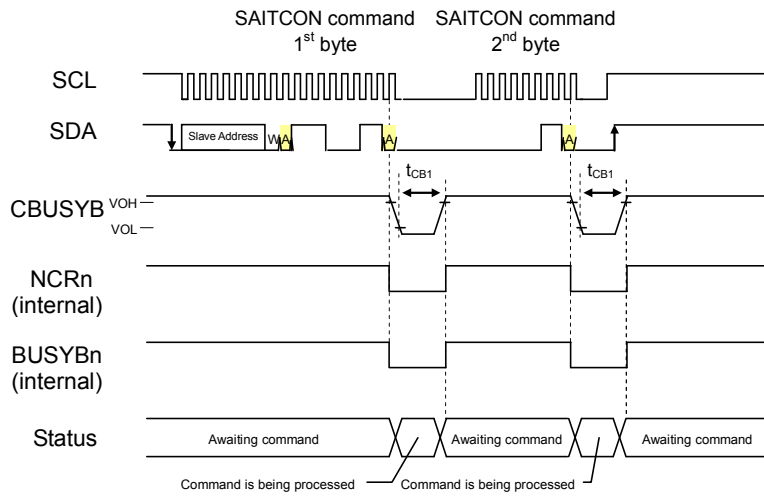 SAITCON command
1st byte
SAITCON command
2nd byte
SCL
SDA
Slave Address
W
A
A
A
tCB1
tCB1
CBUSYB
VOH
VOL
NCRn
(internal)
BUSYBn
(internal)
Status
Awaiting command
Awaiting command
Awaiting command
Command is being processed
Command is being processed